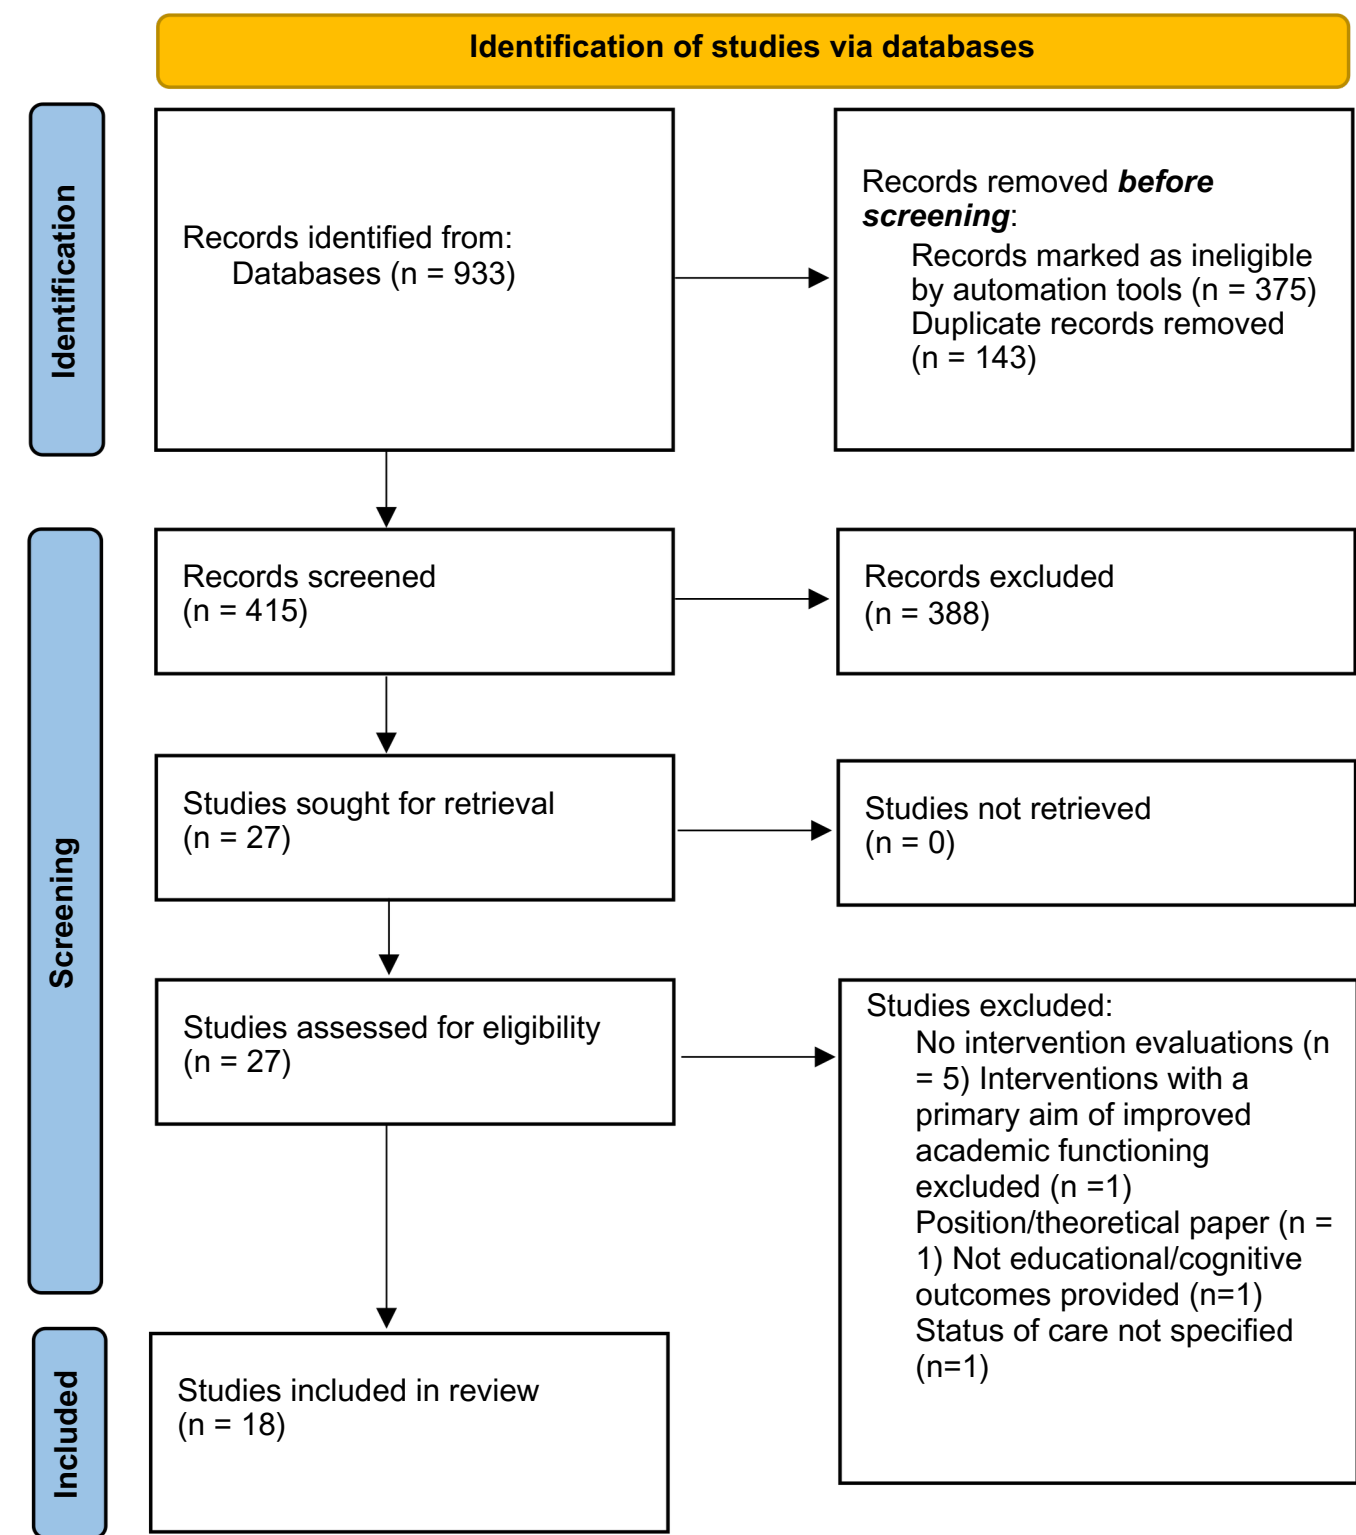 Identification of studies via databases
Identification
Records identified from:
Databases (n = 933)
Records removed before
screening:
Records marked as ineligible
by automation tools (n = 375)
Duplicate records removed
(n = 143)
Screening
Records screened
(n = 415)
Records excluded
(n = 388)
Studies sought for retrieval
(n = 27)
Studies not retrieved
(n = 0)
Studies assessed for eligibility
(n = 27)
Studies excluded:
No intervention evaluations (n
= 5) Interventions with a
primary aim of improved
academic functioning
excluded (n =1)
Position/theoretical paper (n =
1) Not educational/cognitive
outcomes provided (n=1)
Status of care not specified
(n=1)
Included
Studies included in review
(n = 18)